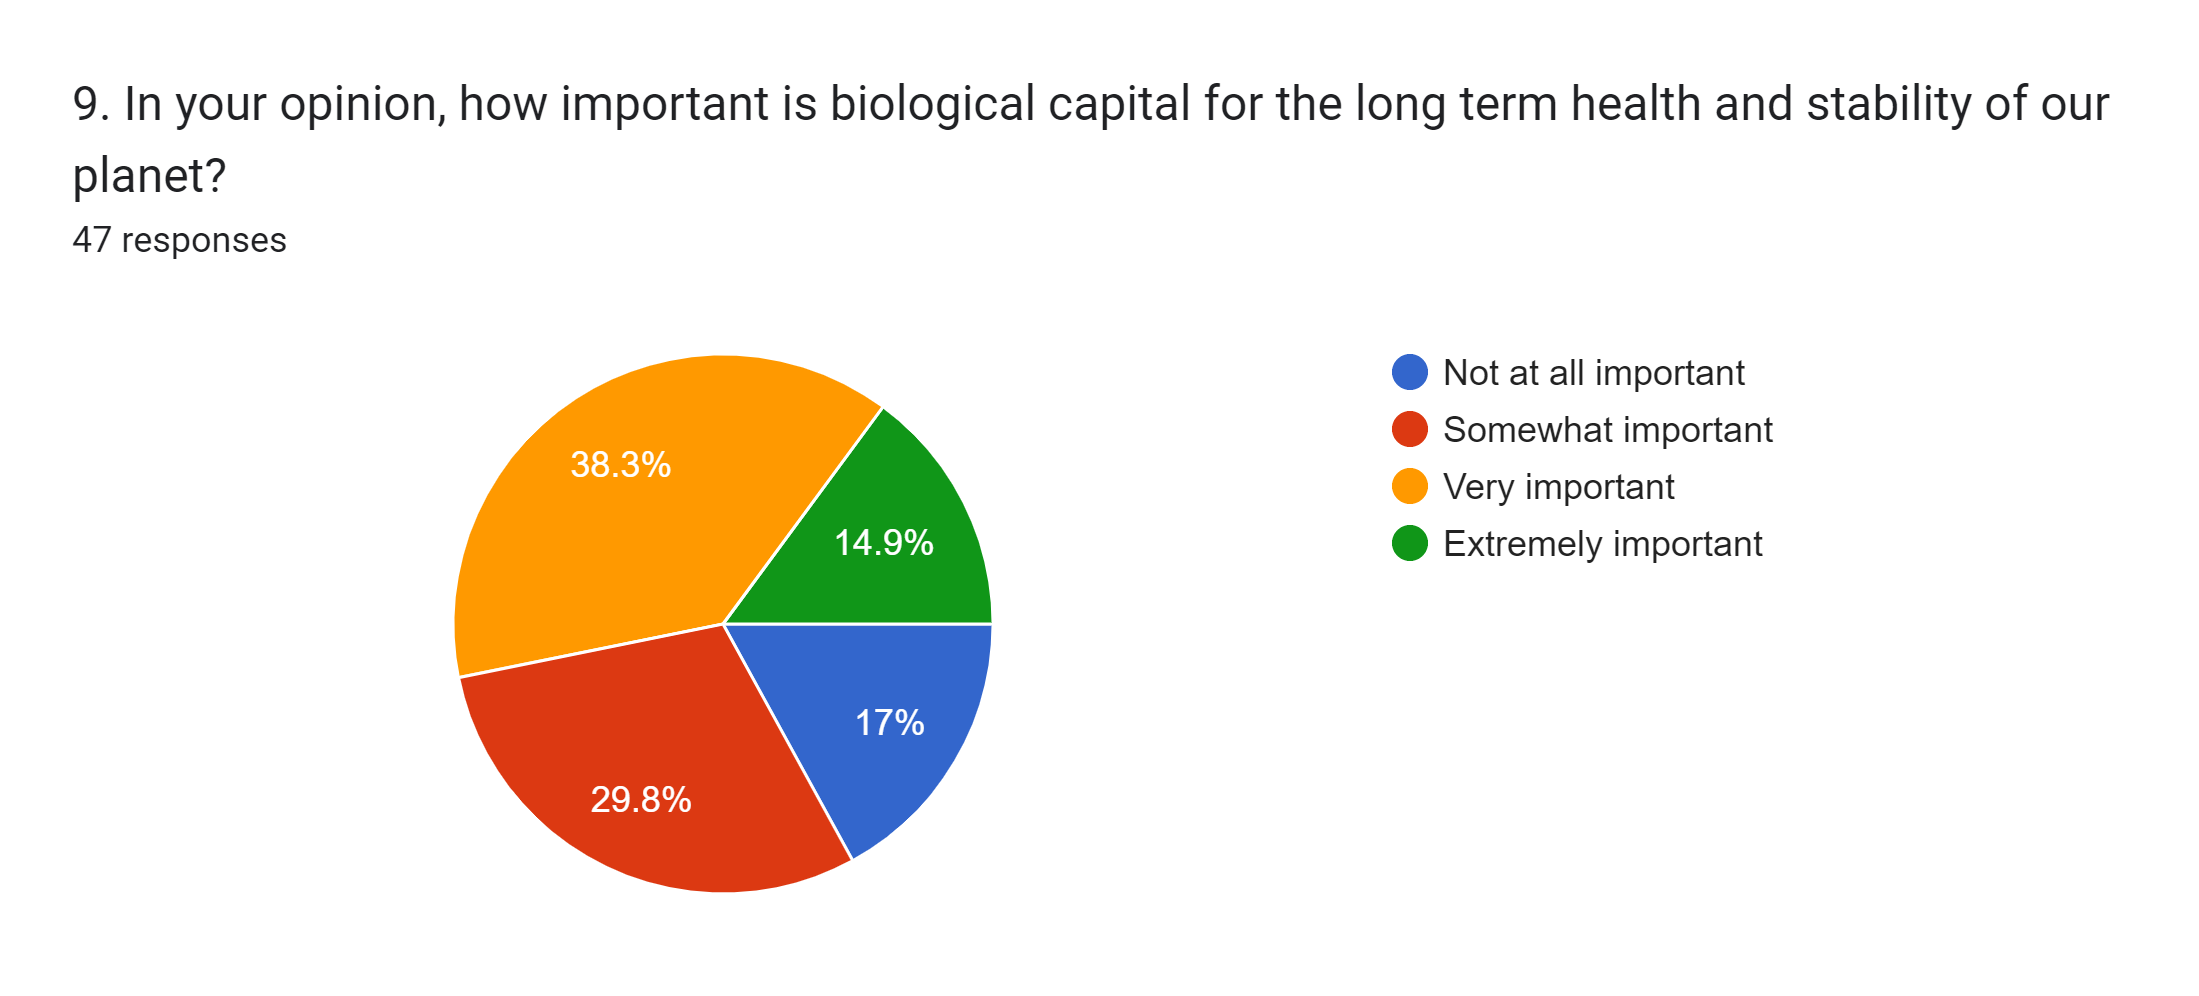 9. In your opinion, how important is biological capital for the long term health and stability of our
planet?
47 responses
38.3%
14.9%
17%
29.8%
Not at all important
Somewhat important
Very important
Extremely important